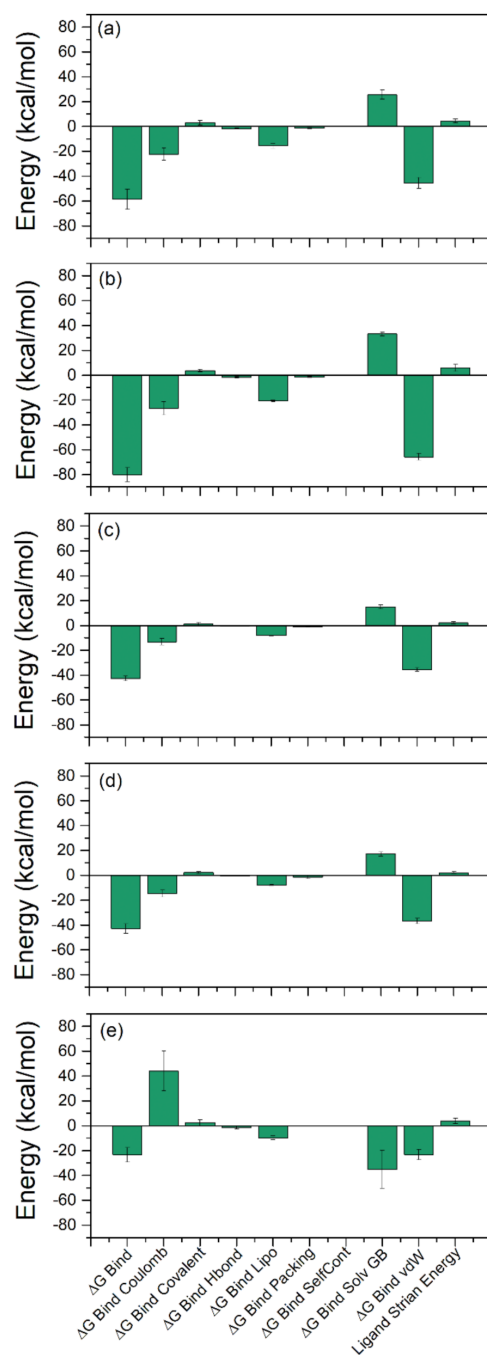 (a)
80
60
40
20
0
-20
-40
-60
-80
Energy (kcal/mol)
(b)
80
60
40
20
0
-20
-40
-60
-80
Energy (kcal/mol)
(c)
80
60
40
20
0
-20
-40
-60
-80
Energy (kcal/mol)
(d)
80
60
40
20
0
-20
-40
-60
-80
Energy (kcal/mol)
(e)
80
60
40
20
0
-20
-40
-60
-80
Energy (kcal/mol)
ΔG Bind
ΔG Bind Coulomb
ΔG Bind Covalent
ΔG Bind Hbond
ΔG Bind Lipo
ΔG Bind Packing
ΔG Bind SelfCont
ΔG Bind Solv GB
ΔG Bind vdW
Ligand Strian Energy